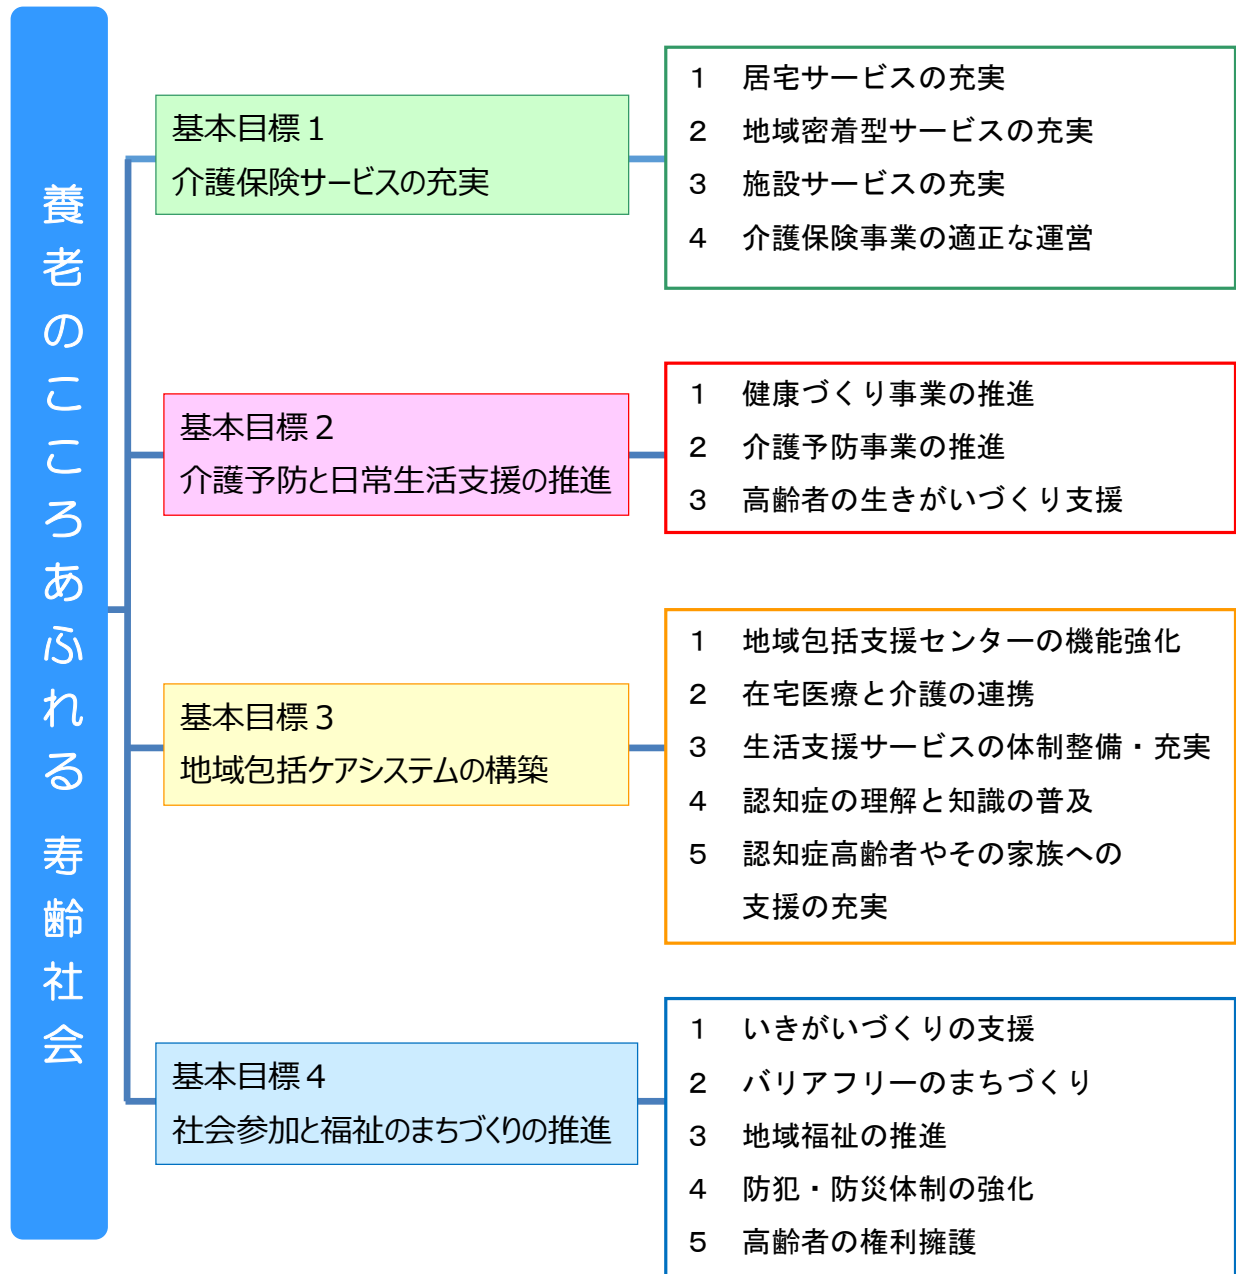 養老のこころあふれる 寿齢社会
基本目標１
介護保険サービスの充実
１ 居宅サービスの充実
２ 地域密着型サービスの充実
３ 施設サービスの充実
４ 介護保険事業の適正な運営
基本目標２
介護予防と日常生活支援の推進
１ 健康づくり事業の推進
２ 介護予防事業の推進
３ 高齢者の生きがいづくり支援
基本目標３
地域包括ケアシステムの構築
１ 地域包括支援センターの機能強化
２ 在宅医療と介護の連携
３ 生活支援サービスの体制整備・充実
４ 認知症の理解と知識の普及
５ 認知症高齢者やその家族への
支援の充実
基本目標４
社会参加と福祉のまちづくりの推進
１ いきがいづくりの支援
２ バリアフリーのまちづくり
３ 地域福祉の推進
４ 防犯・防災体制の強化
５ 高齢者の権利擁護